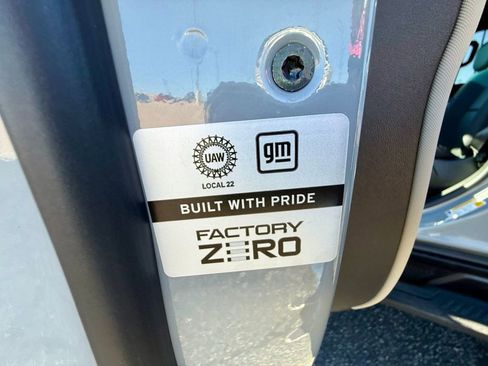 UAW
gm
LOCAL 22
BUILT WITH PRIDE
FACTORY
ZERO